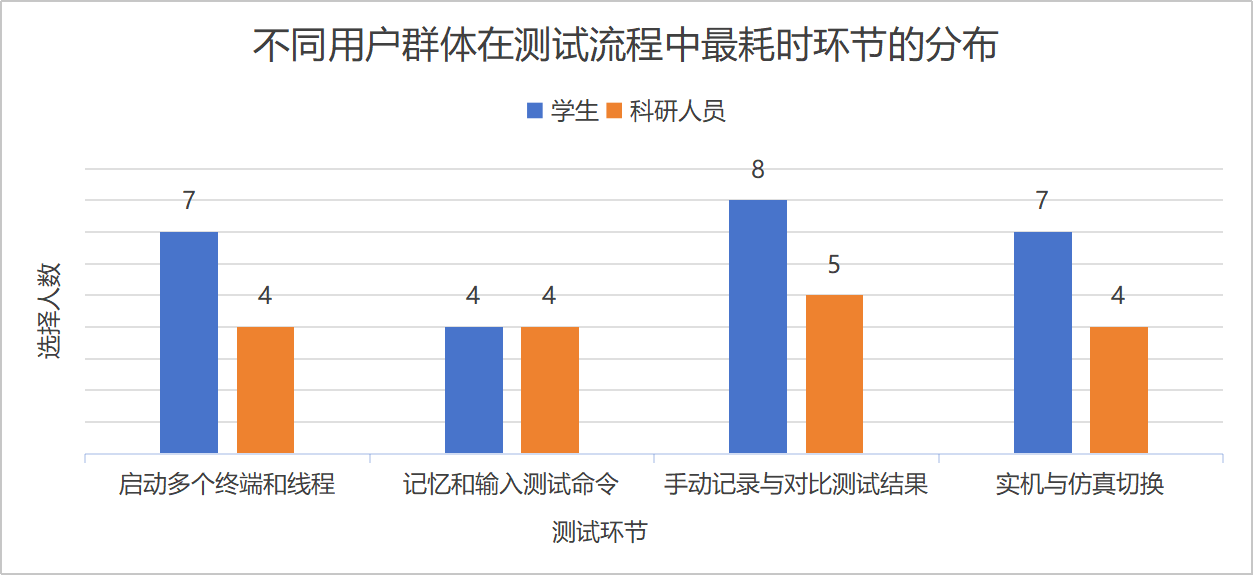 不同用户群体在测试流程中最耗时环节的分布
学生 科研人员
选择人数
7 4 4 4 8 5 7 4
启动多个终端和线程 记忆和输入测试命令 手动记录与对比测试结果 实机与仿真切换
测试环节